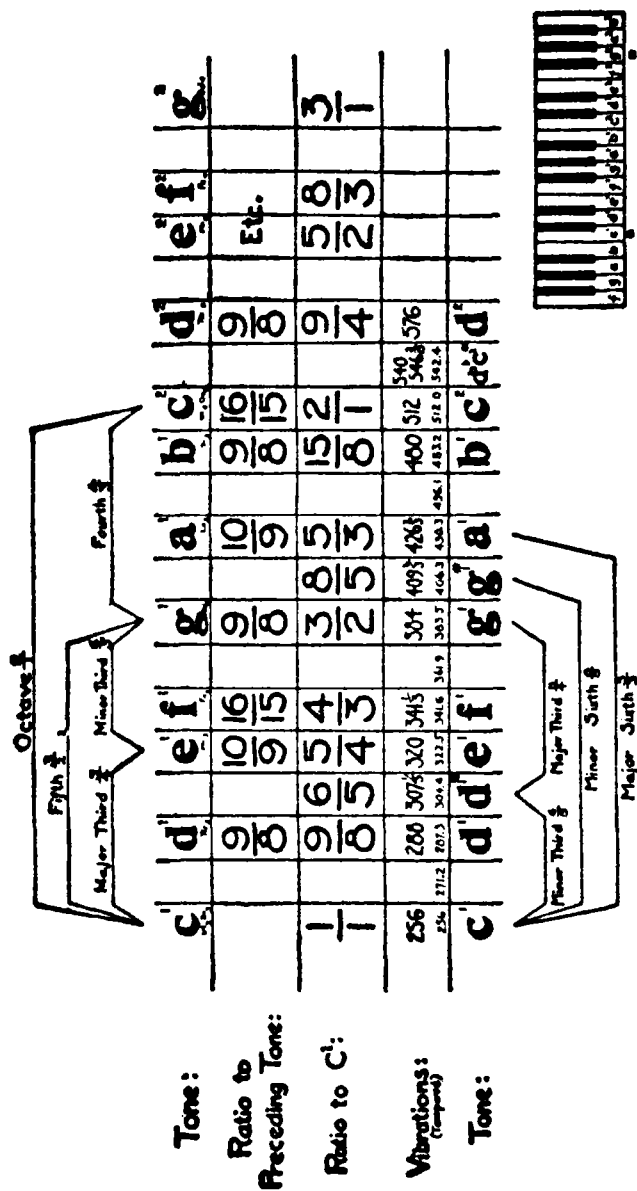 Octave 2/1
Fifth 3/2
Major Third 5/4 Minor Third 6/5 Fourth 4/3
Tone: c¹ d¹ e¹ f¹ g¹ a¹ b¹ c² d² e² f² g²
Ratio to Preceding Tone: 9/8 10/9 16/15 9/8 10/9 9/8 16/15 9/8 Etc.
Ratio to C¹: 1/1 9/8 6/5 5/4 4/3 3/2 8/5 5/3 15/8 2/1 9/4 5/2 8/3 3/1
Vibrations: 256 288 307⅕ 320 341⅓ 384 409⅗ 426⅔ 480 512 540 546⅓ 576
(Tempered) 256 271.2 287.3 304.4 322.5 341.6 361.9 383.5 406.3 430.5 456.1 483.2 512.0 542.4
Tone: c¹ d¹ d¹ e¹ f¹ g¹ g¹ a¹ b¹ c² d² c² d²
Minor Third 6/5 Major Third 5/4
Minor Sixth 8/5
Major Sixth 5/3
f g a b c d e f g a b c d e f g a b c